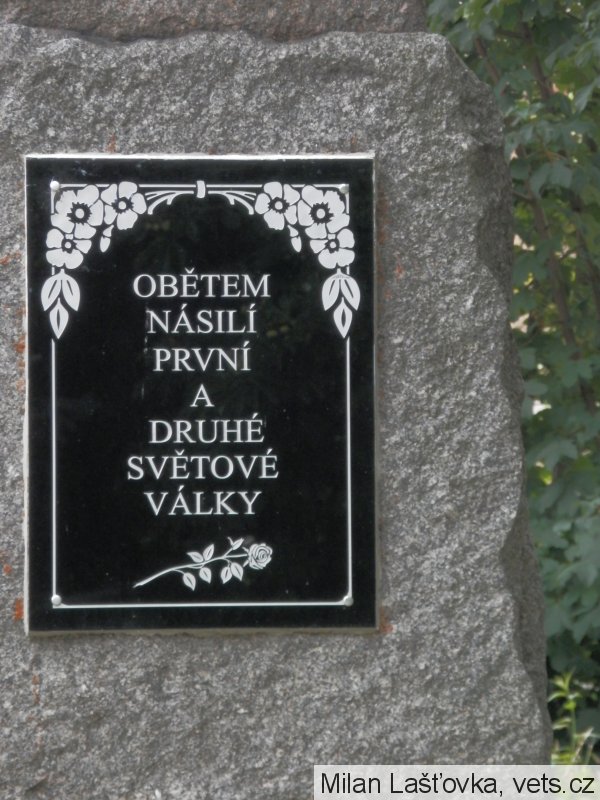 OBĚTEM
NÁSILÍ
PRVNÍ
A
DRUHÉ
SVĚTOVÉ
VÁLKY
Milan Lašťovka, vets.cz